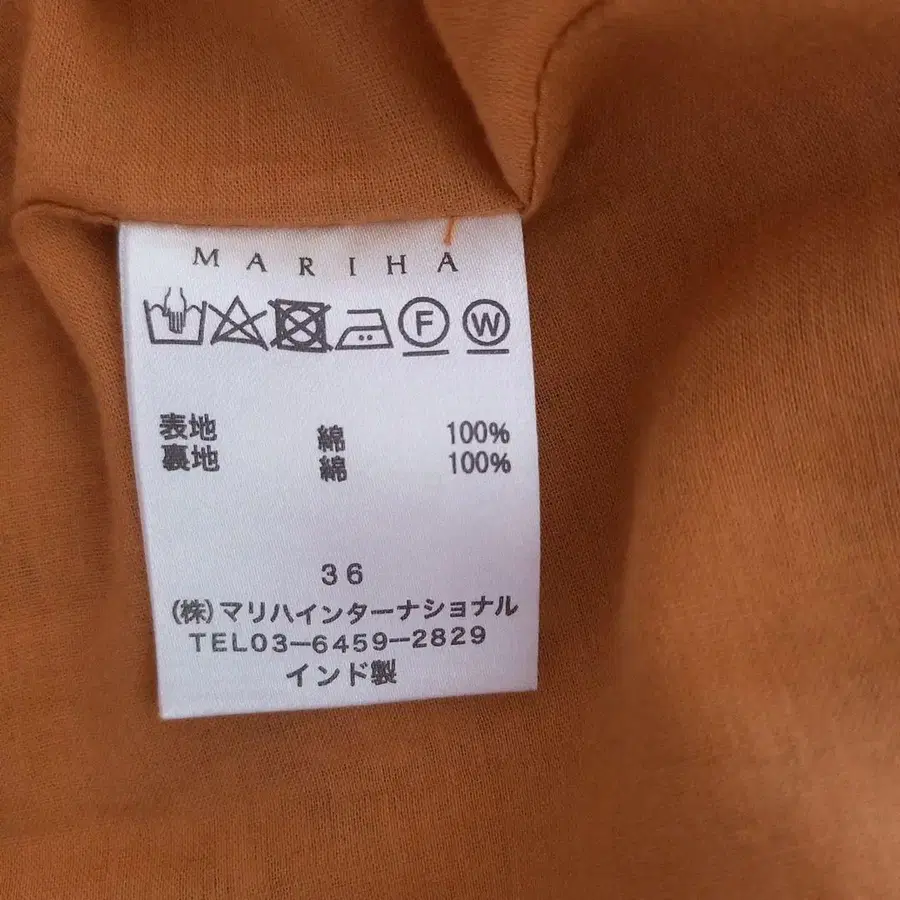 MARIHA
F W
表地 綿 100%
裏地 綿 100%
36
(株)マリハインターナショナル
TEL03-6459-2829
インド製